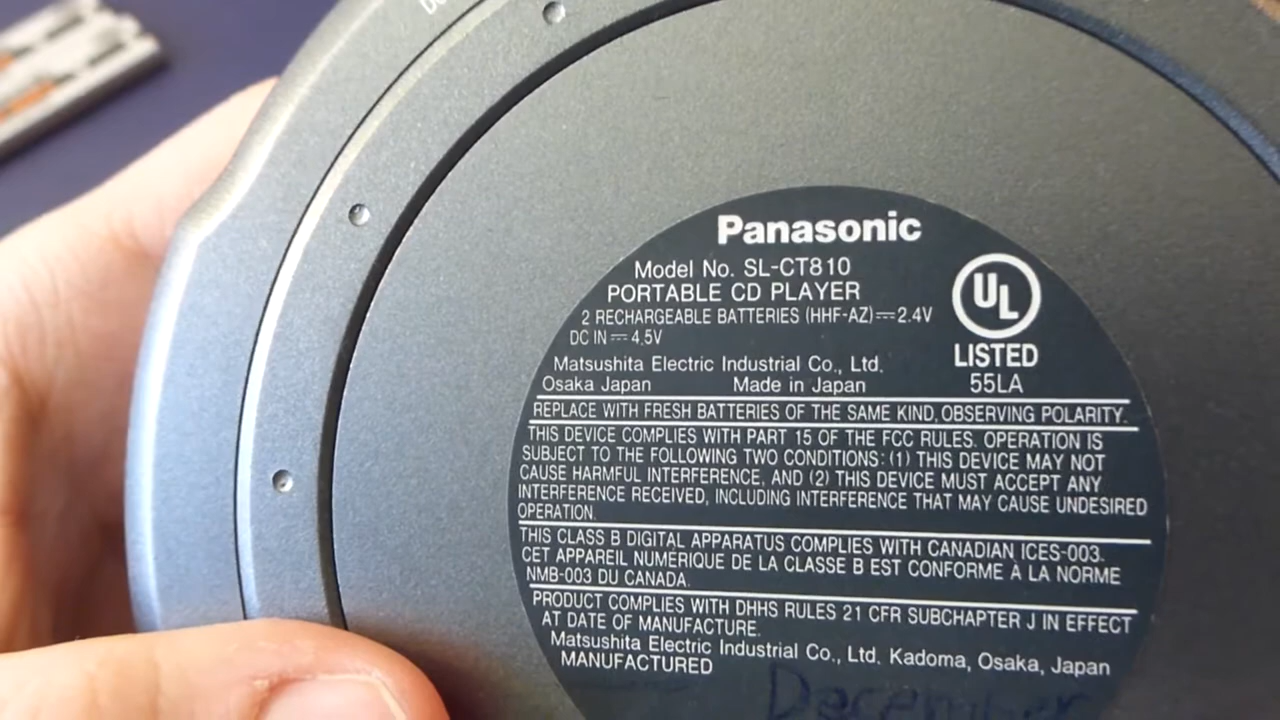 Panasonic
Model No. SL-CT810
PORTABLE CD PLAYER
2 RECHARGEABLE BATTERIES (HHF-AZ)⎓2.4V
DC IN ⎓ 4.5V
UL
LISTED
55LA
Matsushita Electric Industrial Co., Ltd.
Osaka Japan Made in Japan
REPLACE WITH FRESH BATTERIES OF THE SAME KIND, OBSERVING POLARITY.
THIS DEVICE COMPLIES WITH PART 15 OF THE FCC RULES. OPERATION IS
SUBJECT TO THE FOLLOWING TWO CONDITIONS: (1) THIS DEVICE MAY NOT
CAUSE HARMFUL INTERFERENCE, AND (2) THIS DEVICE MUST ACCEPT ANY
INTERFERENCE RECEIVED, INCLUDING INTERFERENCE THAT MAY CAUSE UNDESIRED
OPERATION.
THIS CLASS B DIGITAL APPARATUS COMPLIES WITH CANADIAN ICES-003.
CET APPAREIL NUMÉRIQUE DE LA CLASSE B EST CONFORME À LA NORME
NMB-003 DU CANADA.
PRODUCT COMPLIES WITH DHHS RULES 21 CFR SUBCHAPTER J IN EFFECT
AT DATE OF MANUFACTURE.
Matsushita Electric Industrial Co., Ltd. Kadoma, Osaka, Japan
MANUFACTURED
December